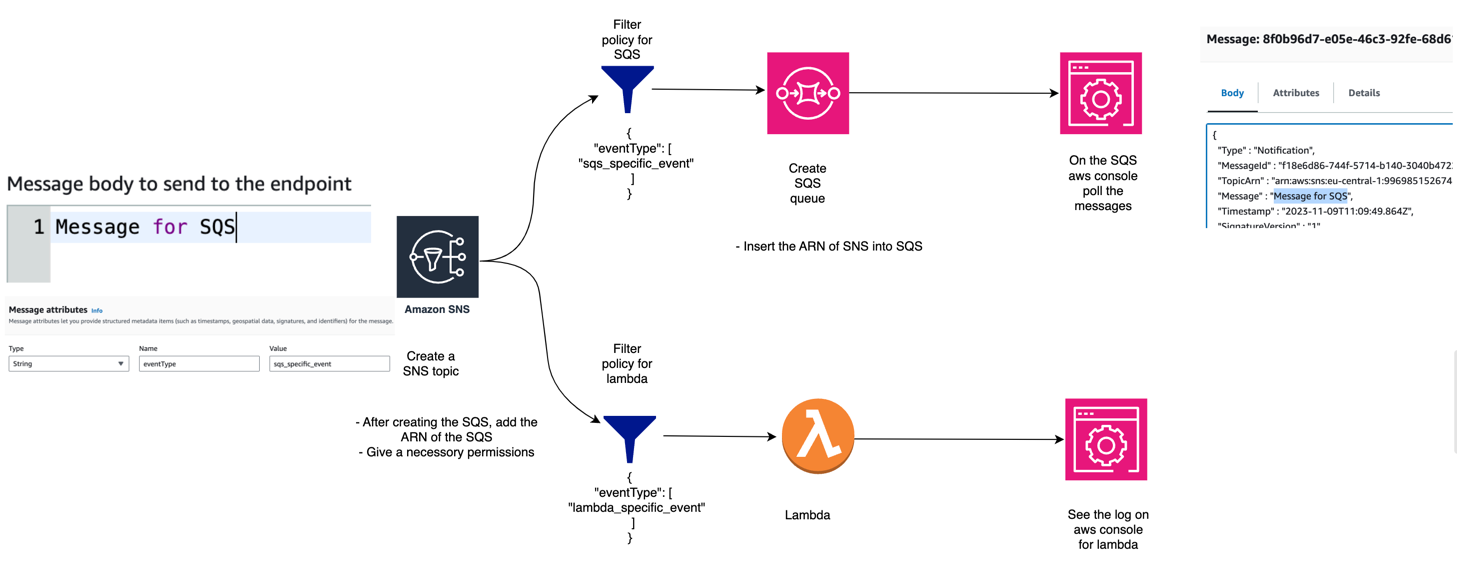 Message body to send to the endpoint
1 Message for SQS
Message attributes Info
Message attributes let you provide structured metadata items (such as timestamps, geospatial data, signatures, and identifiers) for the message.
Type Name Value
String eventType sqs_specific_event
Amazon SNS
Create a
SNS topic
- After creating the SQS, add the
ARN of the SQS
- Give a necessory permissions
Filter
policy for
SQS
{
"eventType": [
"sqs_specific_event"
]
}
Create
SQS
queue
- Insert the ARN of SNS into SQS
On the SQS
aws console
poll the
messages
Filter
policy for
lambda
{
"eventType": [
"lambda_specific_event"
]
}
Lambda
See the log on
aws console
for lambda
Message: 8f0b96d7-e05e-46c3-92fe-68d6
Body Attributes Details
{
"Type" : "Notification",
"MessageId" : "f18e6d86-744f-5714-b140-3040b472
"TopicArn" : "arn:aws:sns:eu-central-1:996985152674
"Message" : "Message for SQS",
"Timestamp" : "2023-11-09T11:09:49.864Z",
"SignatureVersion" : "1"